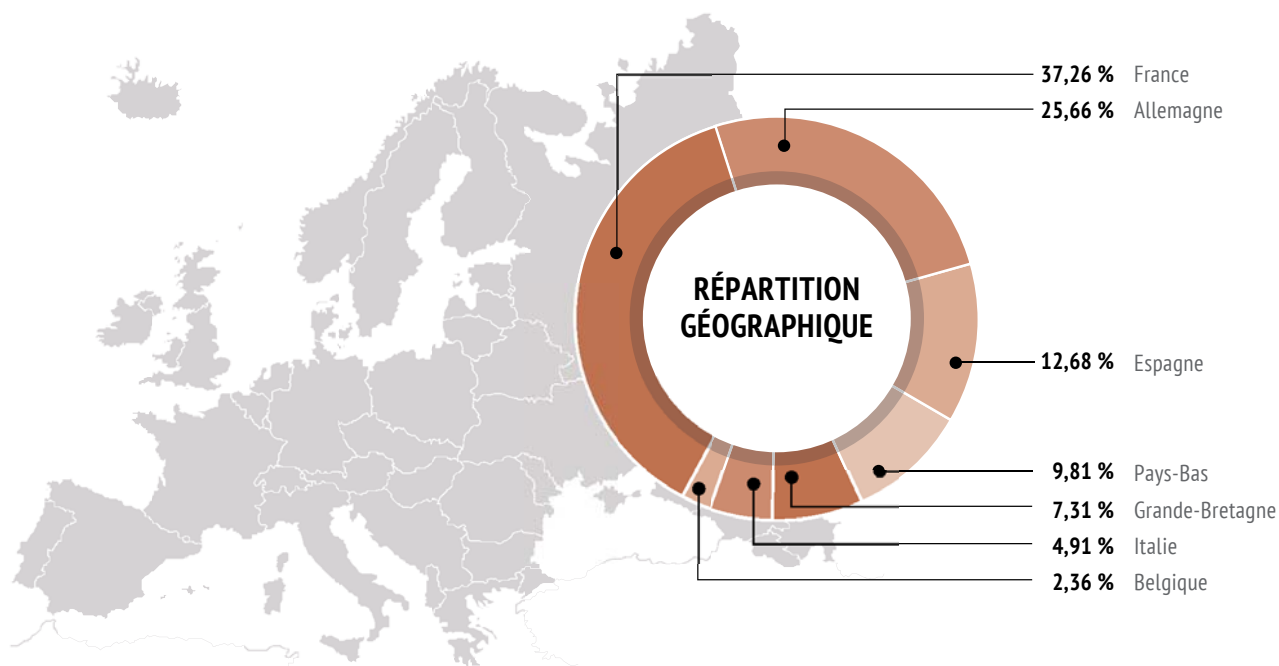 37,26 % France
25,66 % Allemagne
RÉPARTITION
GÉOGRAPHIQUE
12,68 % Espagne
9,81 % Pays-Bas
7,31 % Grande-Bretagne
4,91 % Italie
2,36 % Belgique